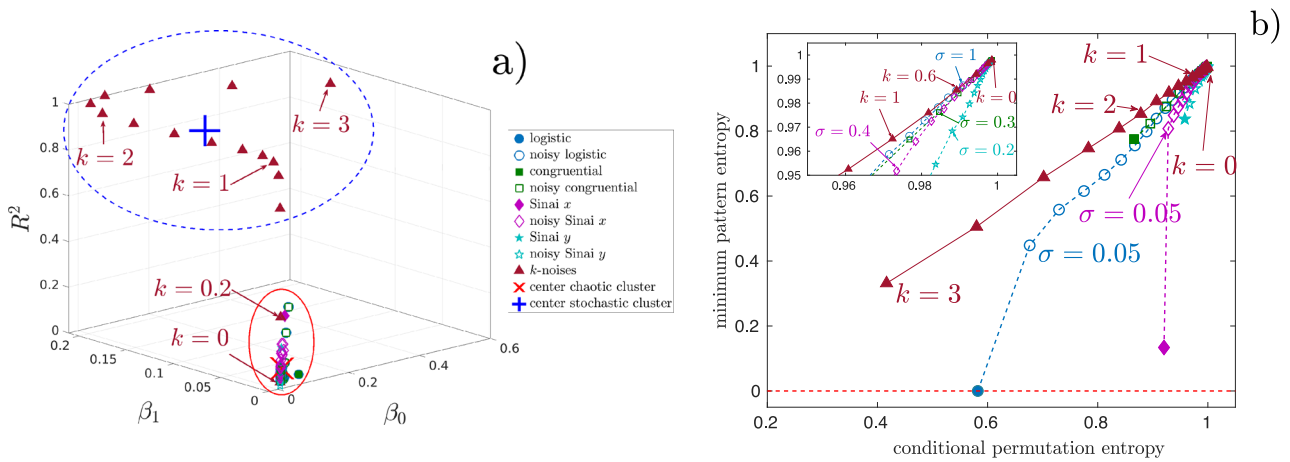 a)
1
0.8
0.6
0.4
0.2
0
R²
k = 3
k = 2
k = 1
k = 0.2
k = 0
0.2
0.15
0.1
0.05
0
β₁
0
0.2
0.4
0.6
β₀
logistic
noisy logistic
congruential
noisy congruential
Sinai x
noisy Sinai x
Sinai y
noisy Sinai y
k-noises
center chaotic cluster
center stochastic cluster
b)
minimum pattern entropy
1
0.8
0.6
0.4
0.2
0
0.2
0.4
0.6
0.8
1
conditional permutation entropy
k = 1
k = 2
k = 0
σ = 0.05
σ = 0.05
k = 3
1
0.99
0.98
0.97
0.96
0.95
0.96
0.98
1
σ = 1
k = 0.6
k = 1
k = 0
σ = 0.4
σ = 0.3
σ = 0.2